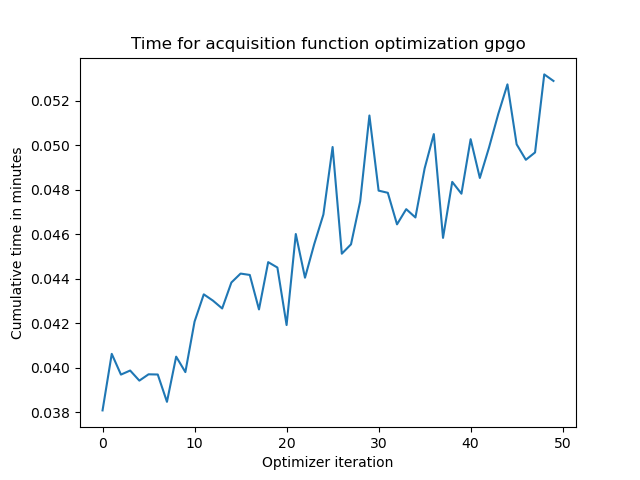 Time for acquisition function optimization gpgo
Cumulative time in minutes
0.052
0.050
0.048
0.046
0.044
0.042
0.040
0.038
0 10 20 30 40 50
Optimizer iteration